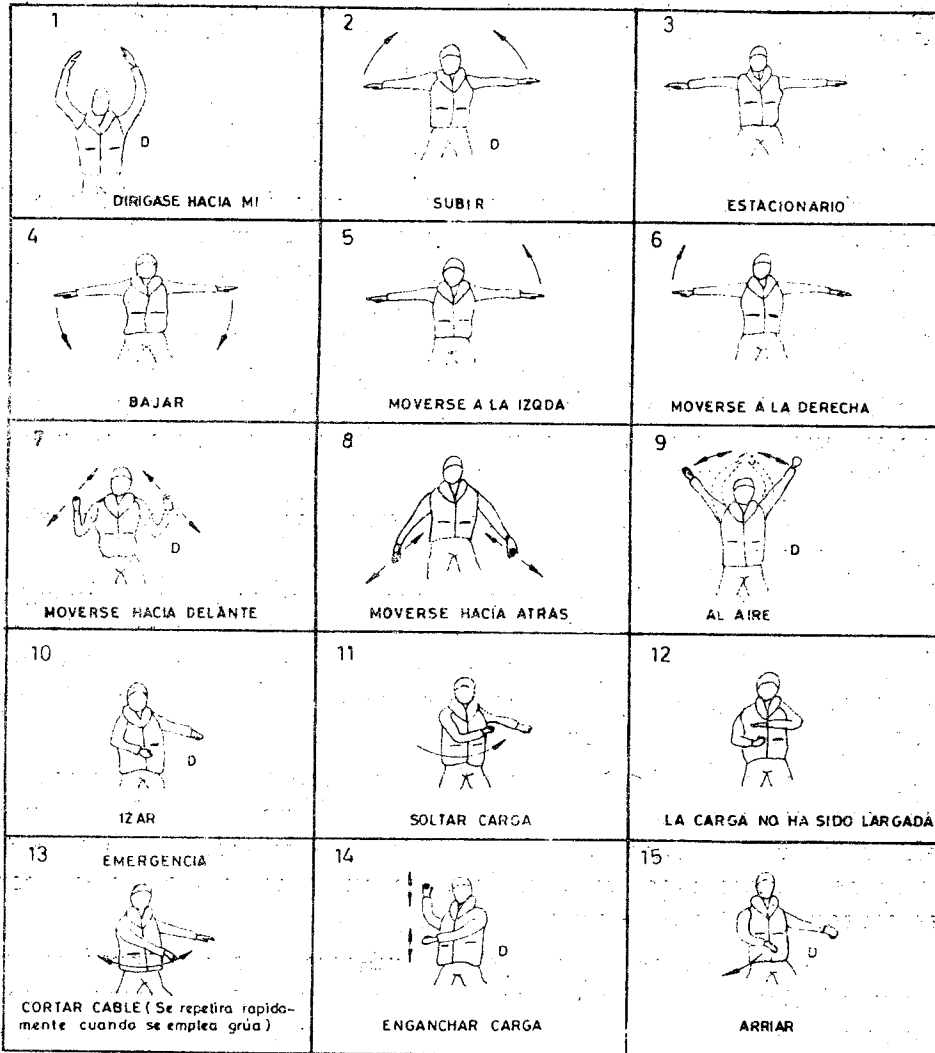 1
D
DIRIGASE HACIA MI
2
D
SUBIR
3
ESTACIONARIO
4
BAJAR
5
MOVERSE A LA IZQDA
6
MOVERSE A LA DERECHA
7
D
MOVERSE HACIA DELANTE
8
MOVERSE HACIA ATRAS
9
D
AL AIRE
10
D
IZAR
11
SOLTAR CARGA
12
LA CARGA NO HA SIDO LARGADA
13
EMERGENCIA
CORTAR CABLE (Se repetira rapida-
mente cuando se emplea grúa)
14
D
ENGANCHAR CARGA
15
D
ARRIAR